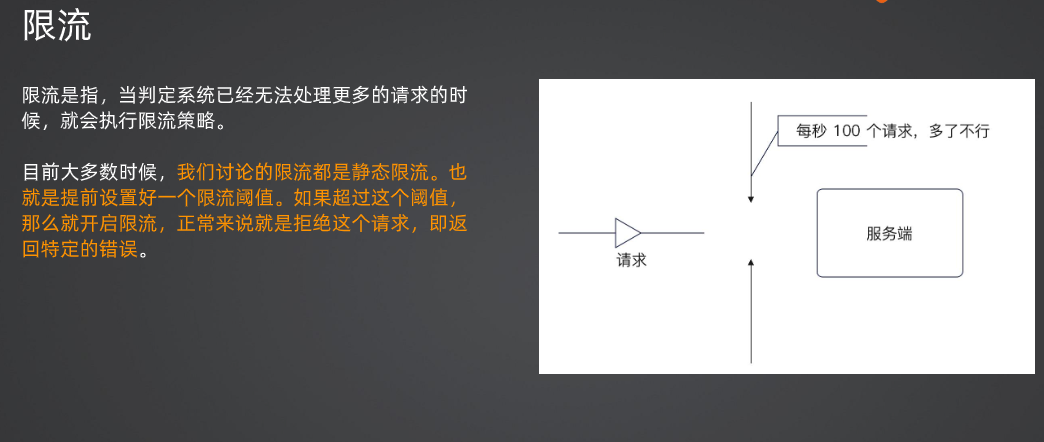 限流
限流是指，当判定系统已经无法处理更多的请求的时
候，就会执行限流策略。
目前大多数时候，我们讨论的限流都是静态限流。也
就是提前设置好一个限流阈值。如果超过这个阈值，
那么就开启限流，正常来说就是拒绝这个请求，即返
回特定的错误。
每秒 100 个请求，多了不行
服务端
请求